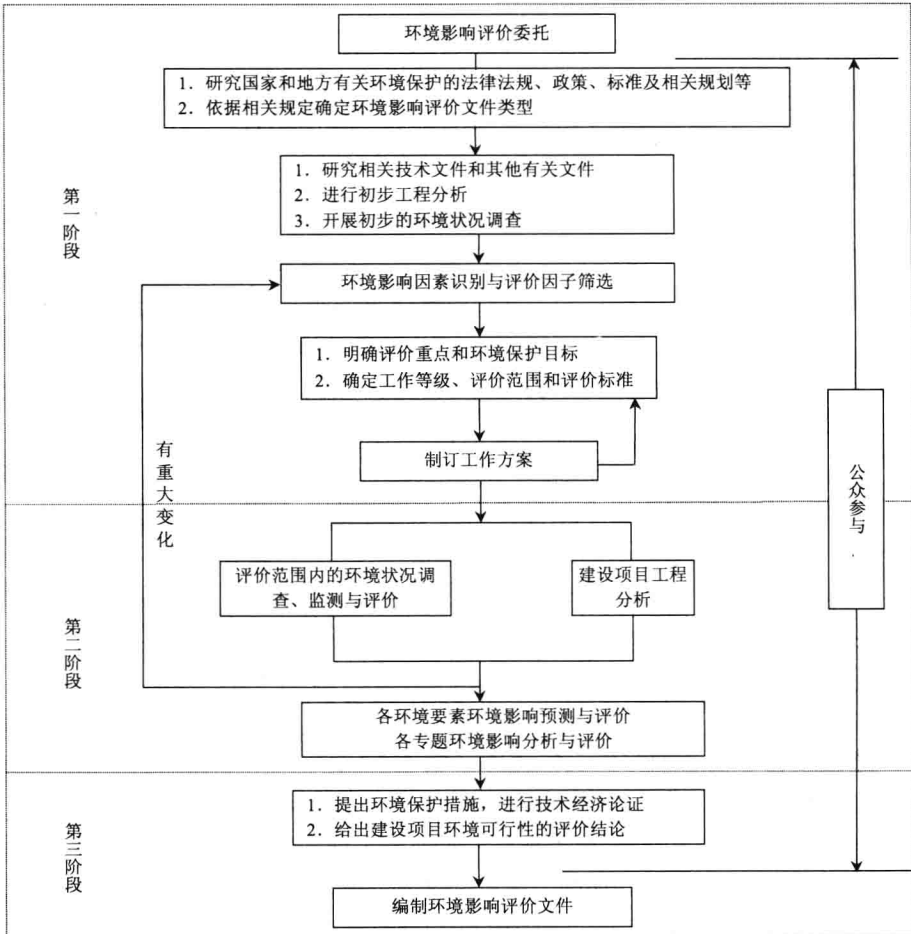 环境影响评价委托
1．研究国家和地方有关环境保护的法律法规、政策、标准及相关规划等
2．依据相关规定确定环境影响评价文件类型
1．研究相关技术文件和其他有关文件
2．进行初步工程分析
3．开展初步的环境状况调查
第一阶段
环境影响因素识别与评价因子筛选
1．明确评价重点和环境保护目标
2．确定工作等级、评价范围和评价标准
制订工作方案
有重大变化
公众参与
评价范围内的环境状况调
查、监测与评价
建设项目工程
分析
第二阶段
各环境要素环境影响预测与评价
各专题环境影响分析与评价
1．提出环境保护措施，进行技术经济论证
2．给出建设项目环境可行性的评价结论
第三阶段
编制环境影响评价文件